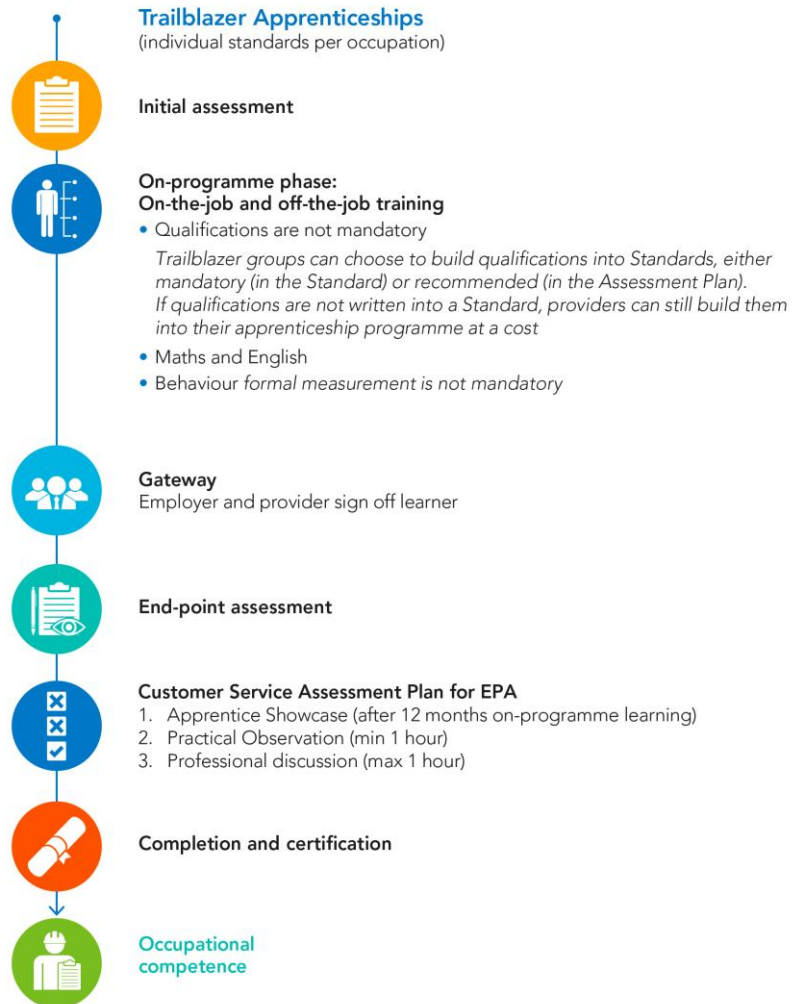 Trailblazer Apprenticeships
(individual standards per occupation)
Initial assessment
On-programme phase:
On-the-job and off-the-job training
• Qualifications are not mandatory
Trailblazer groups can choose to build qualifications into Standards, either
mandatory (in the Standard) or recommended (in the Assessment Plan).
If qualifications are not written into a Standard, providers can still build them
into their apprenticeship programme at a cost
• Maths and English
• Behaviour formal measurement is not mandatory
Gateway
Employer and provider sign off learner
End-point assessment
Customer Service Assessment Plan for EPA
1. Apprentice Showcase (after 12 months on-programme learning)
2. Practical Observation (min 1 hour)
3. Professional discussion (max 1 hour)
Completion and certification
Occupational
competence